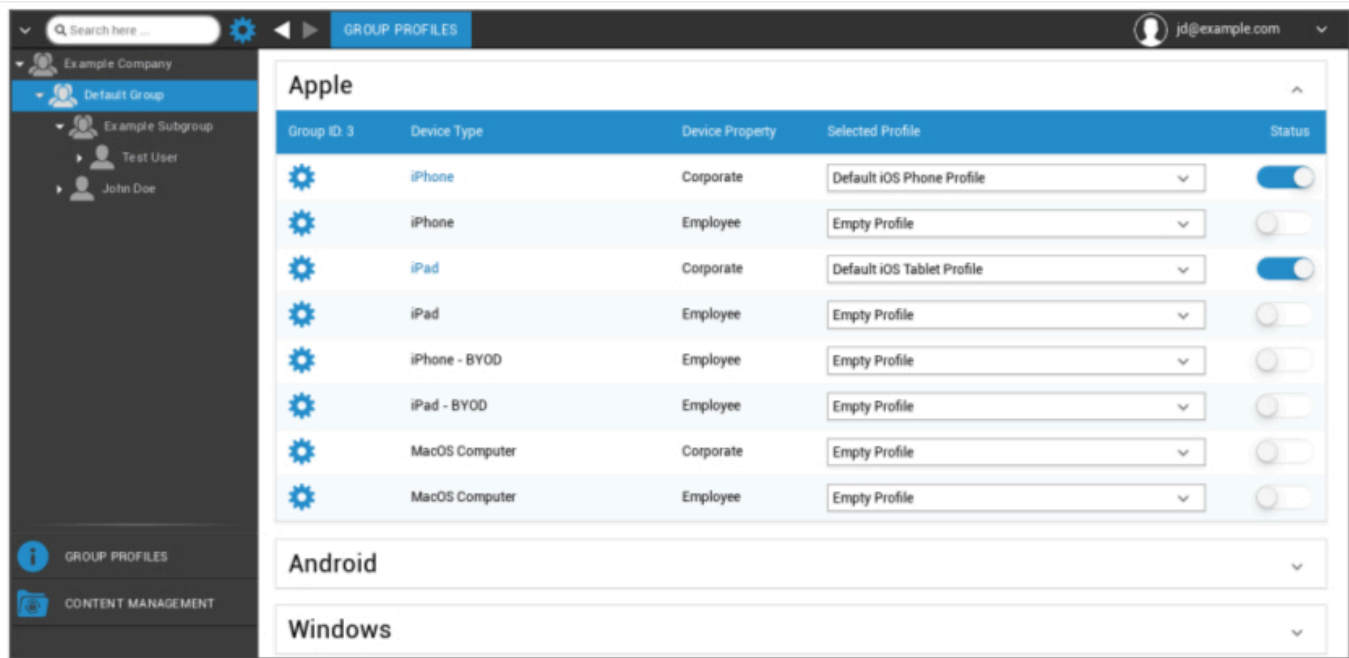 Search here ...
GROUP PROFILES
jd@example.com
Example Company
Default Group
Example Subgroup
Test User
John Doe
GROUP PROFILES
CONTENT MANAGEMENT
Apple
Group ID: 3 Device Type Device Property Selected Profile Status
iPhone Corporate Default iOS Phone Profile
iPhone Employee Empty Profile
iPad Corporate Default iOS Tablet Profile
iPad Employee Empty Profile
iPhone - BYOD Employee Empty Profile
iPad - BYOD Employee Empty Profile
MacOS Computer Corporate Empty Profile
MacOS Computer Employee Empty Profile
Android
Windows